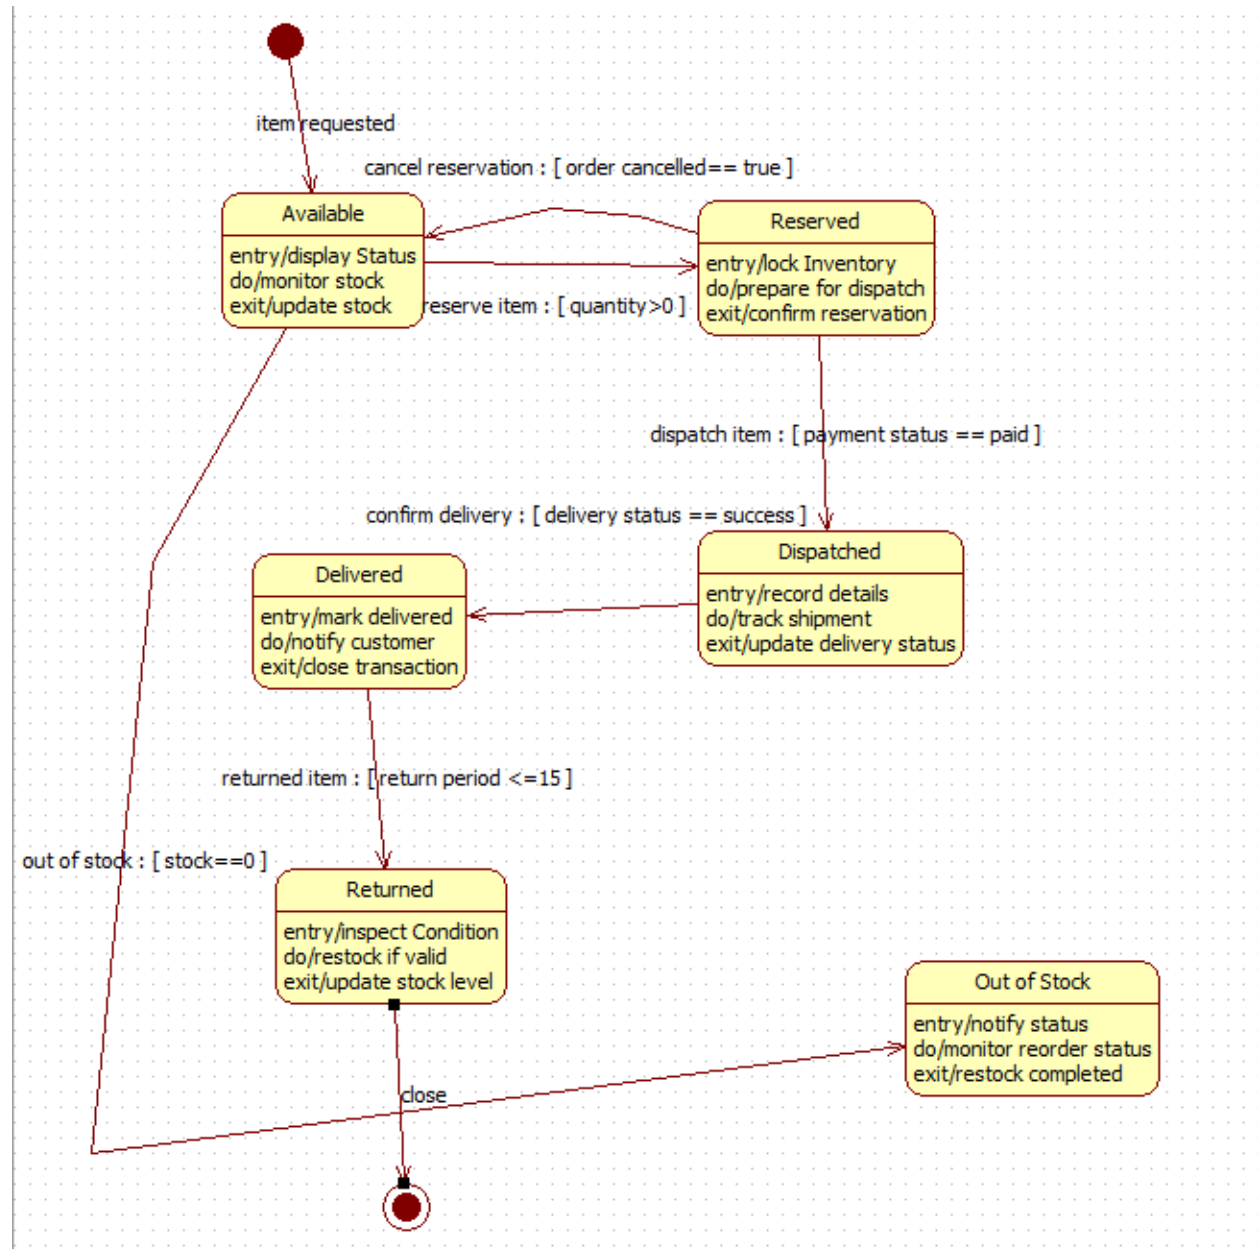 item requested
cancel reservation : [ order cancelled== true ]
Available
entry/display Status
do/monitor stock
exit/update stock
Reserved
entry/lock Inventory
do/prepare for dispatch
exit/confirm reservation
reserve item : [ quantity>0 ]
dispatch item : [ payment status == paid ]
confirm delivery : [ delivery status == success ]
Dispatched
entry/record details
do/track shipment
exit/update delivery status
Delivered
entry/mark delivered
do/notify customer
exit/close transaction
returned item : [ return period <=15 ]
out of stock : [ stock==0 ]
Returned
entry/inspect Condition
do/restock if valid
exit/update stock level
Out of Stock
entry/notify status
do/monitor reorder status
exit/restock completed
close